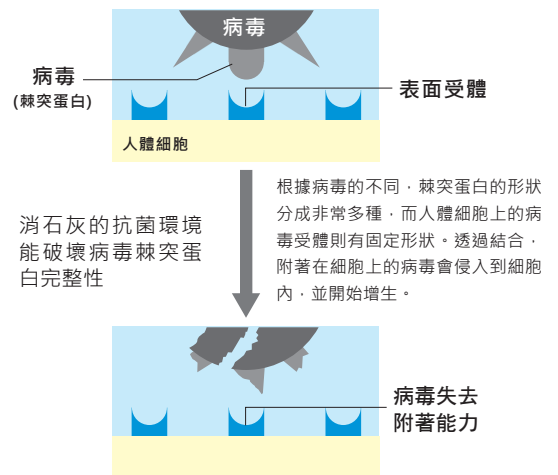 病毒
病毒
(棘突蛋白)
表面受體
人體細胞
消石灰的抗菌環境
能破壞病毒棘突蛋
白完整性
根據病毒的不同，棘突蛋白的形狀
分成非常多種，而人體細胞上的病
毒受體則有固定形狀。透過結合，
附著在細胞上的病毒會侵入到細胞
內，並開始增生。
病毒失去
附著能力